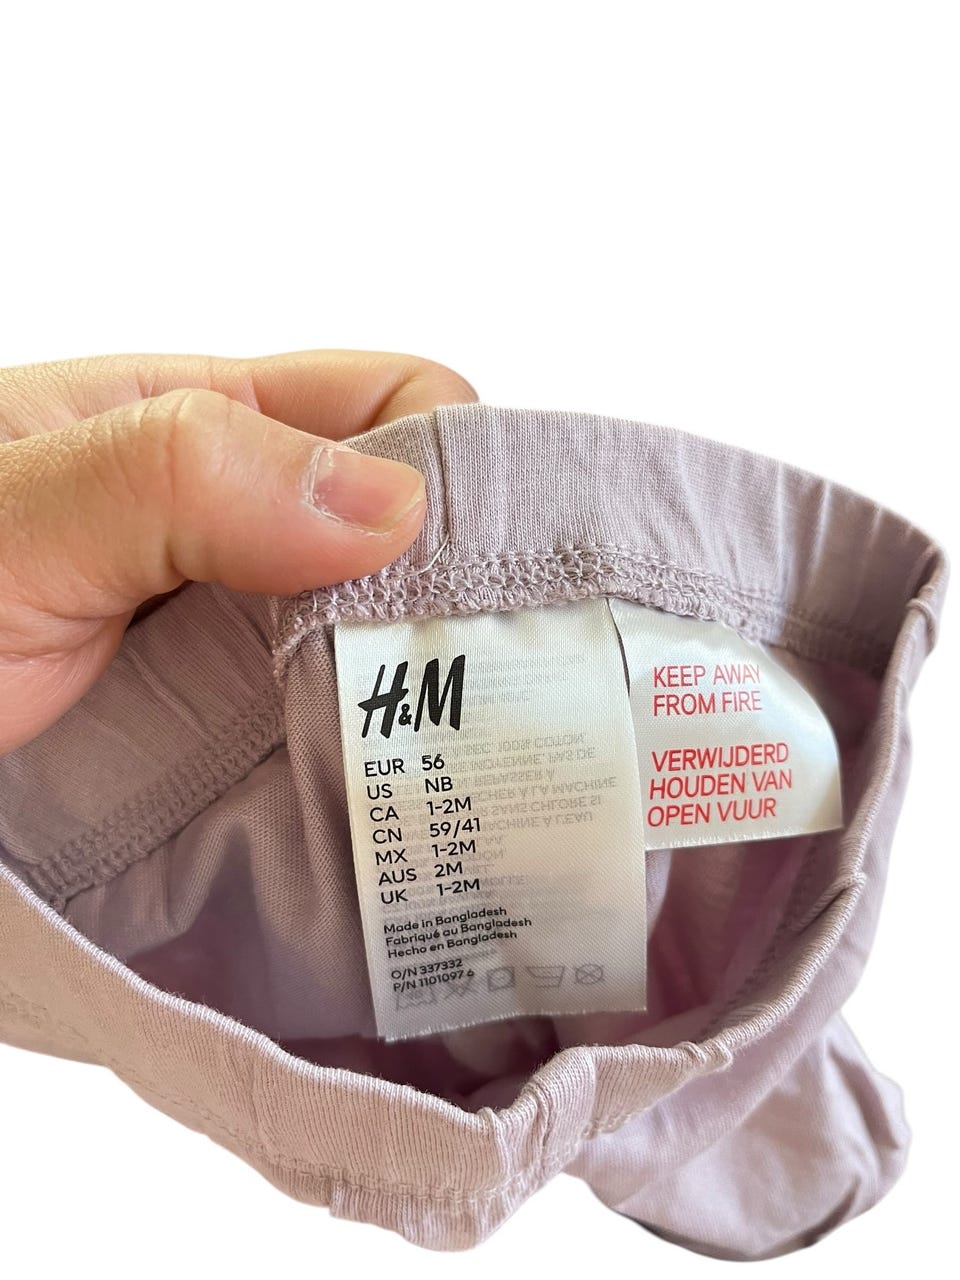 H&M
EUR 56
US NB
CA 1-2M
CN 59/41
MX 1-2M
AUS 2M
UK 1-2M
Made in Bangladesh
Fabriqué au Bangladesh
Hecho en Bangladesh
O/N 337332
P/N 1101097 6
KEEP AWAY
FROM FIRE
VERWIJDERD
HOUDEN VAN
OPEN VUUR